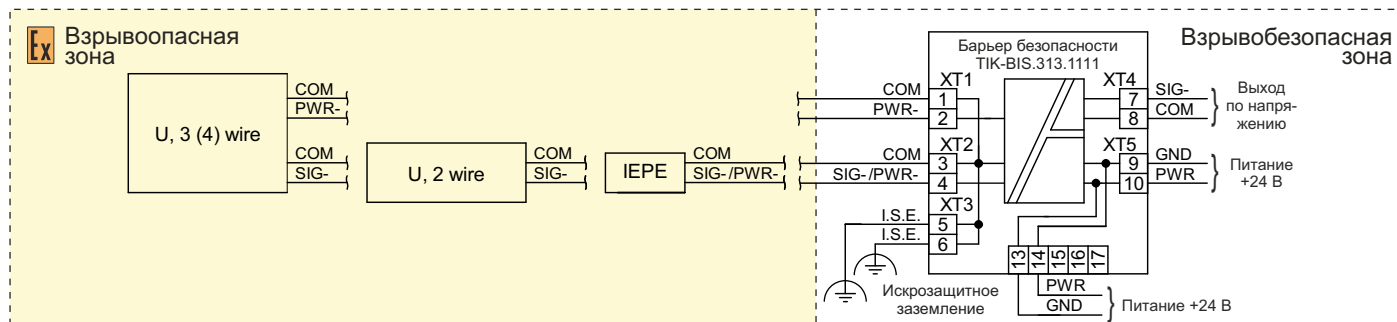 Ex
Взрывоопасная
зона
U, 3 (4) wire
COM
PWR-
COM
SIG-
U, 2 wire
COM
SIG-
IEPE
COM
SIG-/PWR-
Взрывобезопасная
зона
Барьер безопасности
TIK-BIS.313.1111
COM
PWR-
XT1
1
2
COM
SIG-/PWR-
XT2
3
4
I.S.E.
I.S.E.
XT3
5
6
Искрозащитное
заземление
XT4
7
8
SIG-
COM
Выход
по напря-
жению
XT5
9
10
GND
PWR
Питание
+24 В
13
14
15
16
17
PWR
GND
Питание +24 В